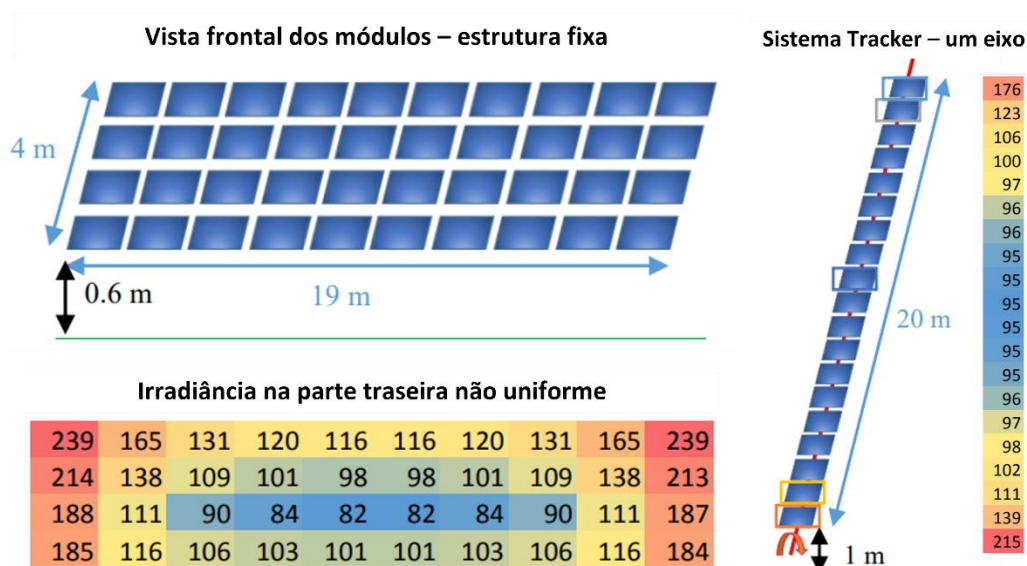 Vista frontal dos módulos – estrutura fixa
4 m
0.6 m
19 m
Irradiância na parte traseira não uniforme
239 165 131 120 116 116 120 131 165 239
214 138 109 101 98 98 101 109 138 213
188 111 90 84 82 82 84 90 111 187
185 116 106 103 101 101 103 106 116 184
Sistema Tracker – um eixo
20 m
1 m
176
123
106
100
97
96
96
95
95
95
95
95
96
97
98
102
111
139
215